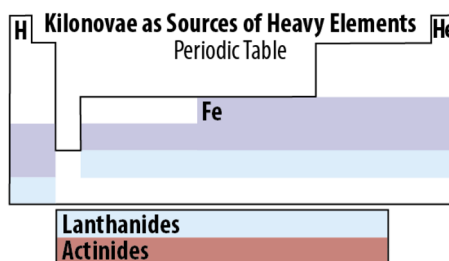 H Kilonovae as Sources of Heavy Elements He
Periodic Table
Fe
Lanthanides
Actinides